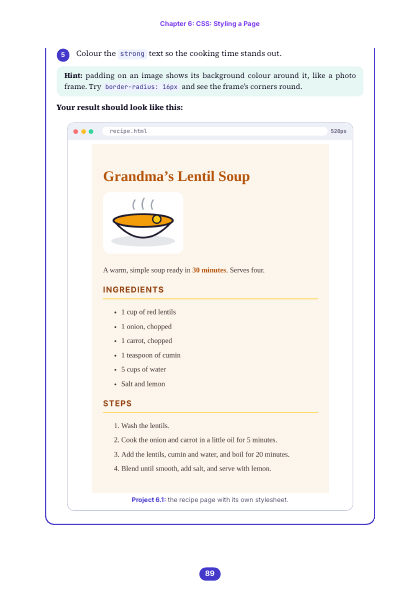 Chapter 6: CSS: Styling a Page
5 Colour the strong text so the cooking time stands out.
Hint: padding on an image shows its background colour around it, like a photo
frame. Try border-radius: 16px and see the frame's corners round.
Your result should look like this:
recipe.html 520px
Grandma's Lentil Soup
A warm, simple soup ready in 30 minutes. Serves four.
INGREDIENTS
• 1 cup of red lentils
• 1 onion, chopped
• 1 carrot, chopped
• 1 teaspoon of cumin
• 5 cups of water
• Salt and lemon
STEPS
1. Wash the lentils.
2. Cook the onion and carrot in a little oil for 5 minutes.
3. Add the lentils, cumin and water, and boil for 20 minutes.
4. Blend until smooth, add salt, and serve with lemon.
Project 6.1: the recipe page with its own stylesheet.
89